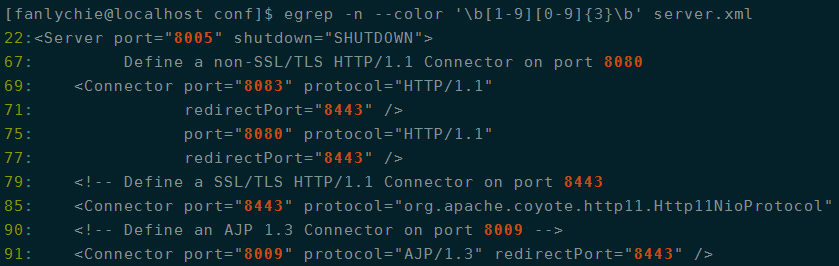 [fanlychie@localhost conf]$ egrep -n --color '\b[1-9][0-9]{3}\b' server.xml
22:<Server port="8005" shutdown="SHUTDOWN">
67:         Define a non-SSL/TLS HTTP/1.1 Connector on port 8080
69:    <Connector port="8083" protocol="HTTP/1.1"
71:               redirectPort="8443" />
75:               port="8080" protocol="HTTP/1.1"
77:               redirectPort="8443" />
79:    <!-- Define a SSL/TLS HTTP/1.1 Connector on port 8443
85:    <Connector port="8443" protocol="org.apache.coyote.http11.Http11NioProtocol"
90:    <!-- Define an AJP 1.3 Connector on port 8009 -->
91:    <Connector port="8009" protocol="AJP/1.3" redirectPort="8443" />